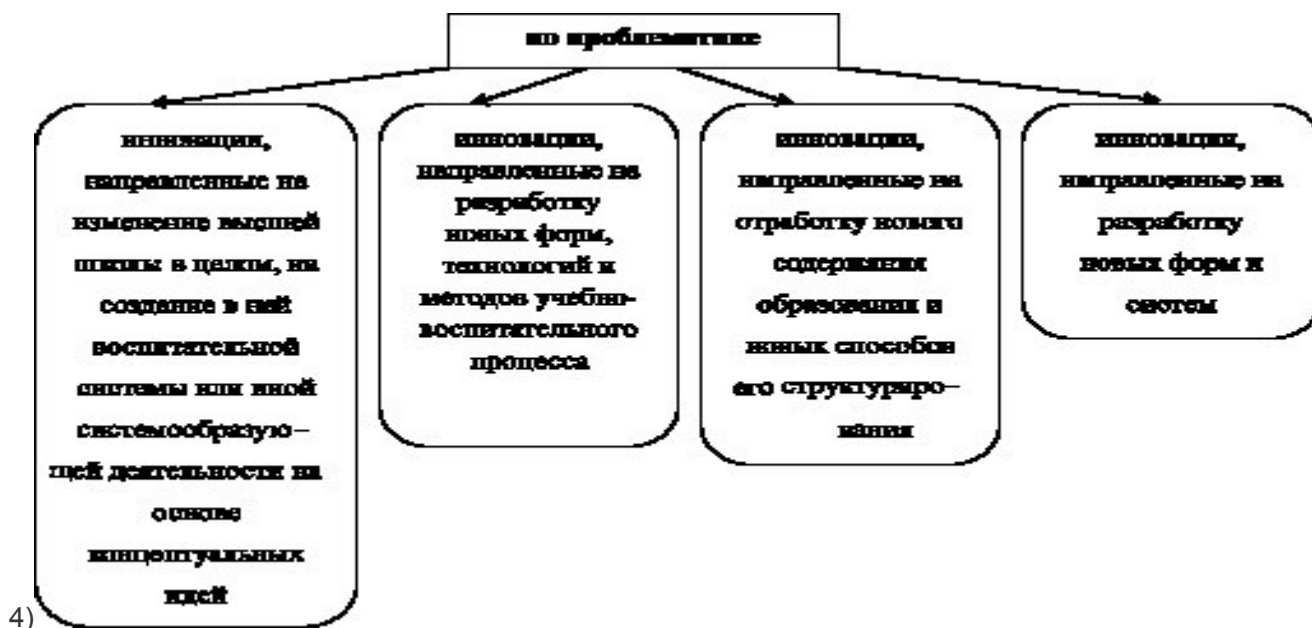 по проблематике
инновации,
направленные на
изменение высшей
школы в целом, на
создание в ней
воспитательной
системы или иной
системообразую–
щей деятельности на
основе
концептуальных
идей
инновации,
направленные на
разработку
новых форм,
технологий и
методов учебно-
воспитательного
процесса
инновации,
направленные на
отработку нового
содержания
образования и
новых способов
его структуриро–
вания
инновации,
направленные на
разработку
новых форм и
систем
4)